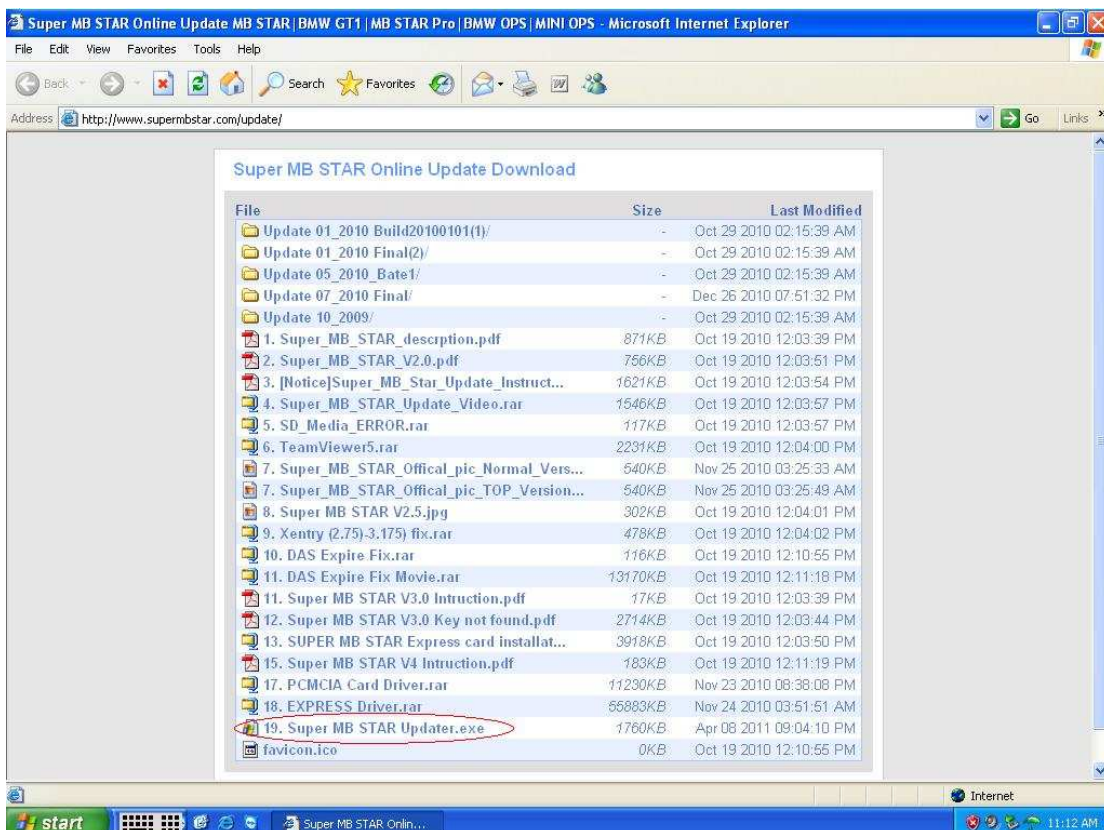 Super MB STAR Online Update MB STAR|BMW GT1|MB STAR Pro|BMW OPS|MINI OPS - Microsoft Internet Explorer
File Edit View Favorites Tools Help
Back Search Favorites
Address http://www.supermbstar.com/update/ Go Links »
Super MB STAR Online Update Download
File Size Last Modified
Update 01_2010 Build20100101(1)/ - Oct 29 2010 02:15:39 AM
Update 01_2010 Final(2)/ - Oct 29 2010 02:15:39 AM
Update 05_2010_Bate1/ - Oct 29 2010 02:15:39 AM
Update 07_2010 Final/ - Dec 26 2010 07:51:32 PM
Update 10_2009/ - Oct 29 2010 02:15:39 AM
1. Super_MB_STAR_descrption.pdf 871KB Oct 19 2010 12:03:39 PM
2. Super_MB_STAR_V2.0.pdf 756KB Oct 19 2010 12:03:51 PM
3. [Notice]Super_MB_Star_Update_Instruct... 1621KB Oct 19 2010 12:03:54 PM
4. Super_MB_STAR_Update_Video.rar 1546KB Oct 19 2010 12:03:57 PM
5. SD_Media_ERROR.rar 117KB Oct 19 2010 12:03:57 PM
6. TeamViewer5.rar 2231KB Oct 19 2010 12:04:00 PM
7. Super_MB_STAR_Offical_pic_Normal_Vers... 540KB Nov 25 2010 03:25:33 AM
7. Super_MB_STAR_Offical_pic_TOP_Version... 540KB Nov 25 2010 03:25:49 AM
8. Super MB STAR V2.5.jpg 302KB Oct 19 2010 12:04:01 PM
9. Xentry (2.75)-3.175) fix.rar 478KB Oct 19 2010 12:04:02 PM
10. DAS Expire Fix.rar 116KB Oct 19 2010 12:10:55 PM
11. DAS Expire Fix Movie.rar 13170KB Oct 19 2010 12:11:18 PM
11. Super MB STAR V3.0 Intruction.pdf 17KB Oct 19 2010 12:03:39 PM
12. Super MB STAR V3.0 Key not found.pdf 2714KB Oct 19 2010 12:03:44 PM
13. SUPER MB STAR Express card installat... 3918KB Oct 19 2010 12:03:50 PM
15. Super MB STAR V4 Intruction.pdf 183KB Oct 19 2010 12:11:19 PM
17. PCMCIA Card Driver.rar 11230KB Nov 23 2010 08:38:08 PM
18. EXPRESS Driver.rar 55883KB Nov 24 2010 03:51:51 AM
19. Super MB STAR Updater.exe 1760KB Apr 08 2011 09:04:10 PM
favicon.ico 0KB Oct 19 2010 12:10:55 PM
Internet
start Super MB STAR Onlin... 11:12 AM